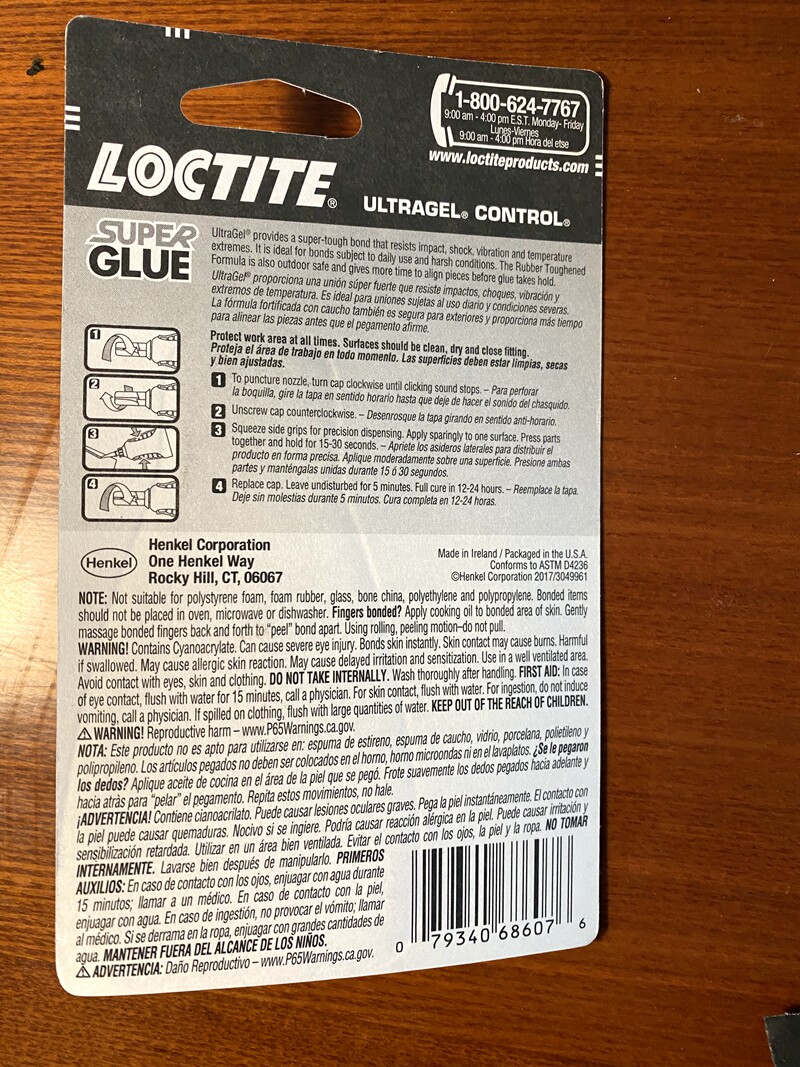 1-800-624-7767
9:00 am - 4:00 pm E.S.T. Monday- Friday
Lunes-Viernes
9:00 am - 4:00 pm Hora del etse
www.loctiteproducts.com
LOCTITE®
ULTRAGEL® CONTROL®
SUPER
GLUE
UltraGel® provides a super-tough bond that resists impact, shock, vibration and temperature
extremes. It is ideal for bonds subject to daily use and harsh conditions. The Rubber Toughened
Formula is also outdoor safe and gives more time to align pieces before glue takes hold.
UltraGel® proporciona una unión súper fuerte que resiste impactos, choques, vibración y
extremos de temperatura. Es ideal para uniones sujetas al uso diario y condiciones severas.
La fórmula fortificada con caucho también es segura para exteriores y proporciona más tiempo
para alinear las piezas antes que el pegamento afirme.
Protect work area at all times. Surfaces should be clean, dry and close fitting.
Proteja el área de trabajo en todo momento. Las superficies deben estar limpias, secas
y bien ajustadas.
1
2
3
4
1 To puncture nozzle, turn cap clockwise until clicking sound stops. – Para perforar
la boquilla, gire la tapa en sentido horario hasta que deje de hacer el sonido del chasquido.
2 Unscrew cap counterclockwise. – Desenrosque la tapa girando en sentido anti-horario.
3 Squeeze side grips for precision dispensing. Apply sparingly to one surface. Press parts
together and hold for 15-30 seconds. – Apriete los asideros laterales para distribuir el
producto en forma precisa. Aplique moderadamente sobre una superficie. Presione ambas
partes y manténgalas unidas durante 15 ó 30 segundos.
4 Replace cap. Leave undisturbed for 5 minutes. Full cure in 12-24 hours. – Reemplace la tapa.
Deje sin molestias durante 5 minutos. Cura completa en 12-24 horas.
Henkel
Henkel Corporation
One Henkel Way
Rocky Hill, CT, 06067
Made in Ireland / Packaged in the U.S.A.
Conforms to ASTM D4236
©Henkel Corporation 2017/3049961
NOTE: Not suitable for polystyrene foam, foam rubber, glass, bone china, polyethylene and polypropylene. Bonded items
should not be placed in oven, microwave or dishwasher. Fingers bonded? Apply cooking oil to bonded area of skin. Gently
massage bonded fingers back and forth to "peel" bond apart. Using rolling, peeling motion–do not pull.
WARNING! Contains Cyanoacrylate. Can cause severe eye injury. Bonds skin instantly. Skin contact may cause burns. Harmful
if swallowed. May cause allergic skin reaction. May cause delayed irritation and sensitization. Use in a well ventilated area.
Avoid contact with eyes, skin and clothing. DO NOT TAKE INTERNALLY. Wash thoroughly after handling. FIRST AID: In case
of eye contact, flush with water for 15 minutes, call a physician. For skin contact, flush with water. For ingestion, do not induce
vomiting, call a physician. If spilled on clothing, flush with large quantities of water. KEEP OUT OF THE REACH OF CHILDREN.
⚠ WARNING! Reproductive harm – www.P65Warnings.ca.gov.
NOTA: Este producto no es apto para utilizarse en: espuma de estireno, espuma de caucho, vidrio, porcelana, polietileno y
polipropileno. Los artículos pegados no deben ser colocados en el horno, horno microondas ni en el lavaplatos. ¿Se le pegaron
los dedos? Aplique aceite de cocina en el área de la piel que se pegó. Frote suavemente los dedos pegados hacia adelante y
hacia atrás para "pelar" el pegamento. Repita estos movimientos, no hale.
¡ADVERTENCIA! Contiene cianoacrilato. Puede causar lesiones oculares graves. Pega la piel instantáneamente. El contacto con
la piel puede causar quemaduras. Nocivo si se ingiere. Podría causar reacción alérgica en la piel. Puede causar irritación y
sensibilización retardada. Utilizar en un área bien ventilada. Evitar el contacto con los ojos, la piel y la ropa. NO TOMAR
INTERNAMENTE. Lavarse bien después de manipularlo. PRIMEROS
AUXILIOS: En caso de contacto con los ojos, enjuagar con agua durante
15 minutos; llamar a un médico. En caso de contacto con la piel,
enjuagar con agua. En caso de ingestión, no provocar el vómito; llamar
al médico. Si se derrama en la ropa, enjuagar con grandes cantidades de
agua. MANTENER FUERA DEL ALCANCE DE LOS NIÑOS.
⚠ ADVERTENCIA: Daño Reproductivo – www.P65Warnings.ca.gov.
0 79340 68607 6